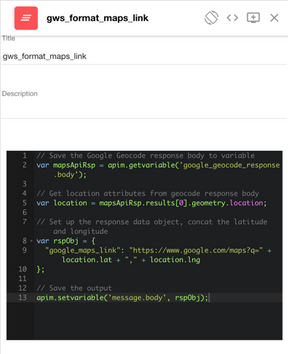 gws_format_maps_link
Title
gws_format_maps_link
Description
1 // Save the Google Geocode response body to variable
2 var mapsApiRsp = apim.getvariable('google_geocode_response
.body');
3
4 // Get location attributes from geocode response body
5 var location = mapsApiRsp.results[0].geometry.location;
6
7 // Set up the response data object, concat the latitude
and longitude
8 var rspObj = {
9 "google_maps_link": "https://www.google.com/maps?q=" +
location.lat + "," + location.lng
10 };
11
12 // Save the output
13 apim.setvariable('message.body', rspObj);